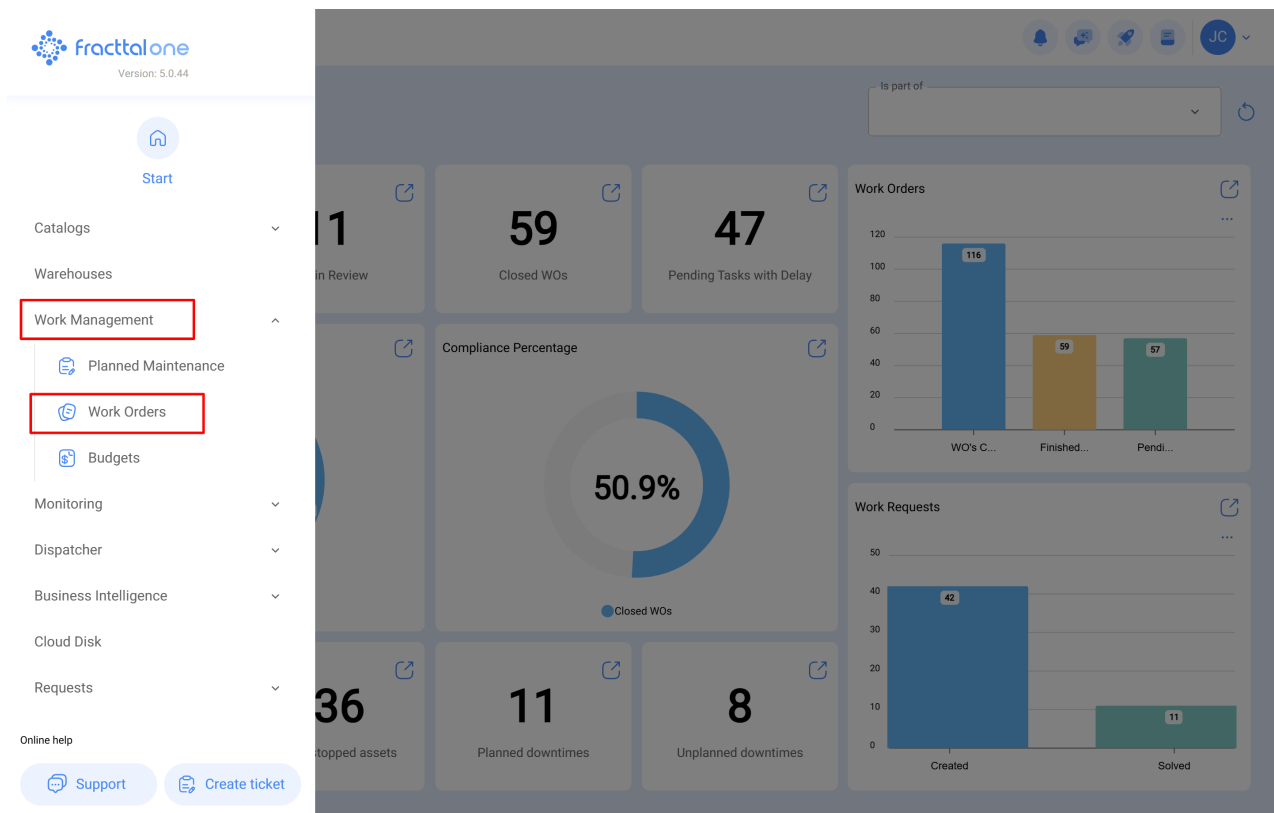 fracttal one
Version: 5.0.44
JC
Is part of
Start
Catalogs
Warehouses
Work Management
Planned Maintenance
Work Orders
Budgets
Monitoring
Dispatcher
Business Intelligence
Cloud Disk
Requests
Online help
Support
Create ticket
in Review
59
Closed WOs
47
Pending Tasks with Delay
Compliance Percentage
50.9%
Closed WOs
36
stopped assets
11
Planned downtimes
8
Unplanned downtimes
Work Orders
120
100
80
60
40
20
0
116
59
57
WO's C...
Finished...
Pendi...
Work Requests
50
40
30
20
10
0
42
11
Created
Solved